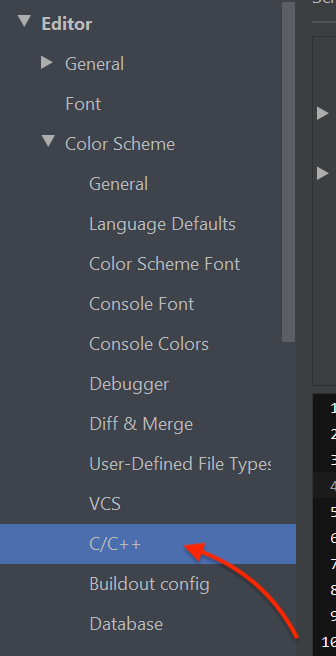 Editor
General
Font
Color Scheme
General
Language Defaults
Color Scheme Font
Console Font
Console Colors
Debugger
Diff & Merge
User-Defined File Types
VCS
C/C++
Buildout config
Database
1
2
3
4
5
6
7
8
9
10